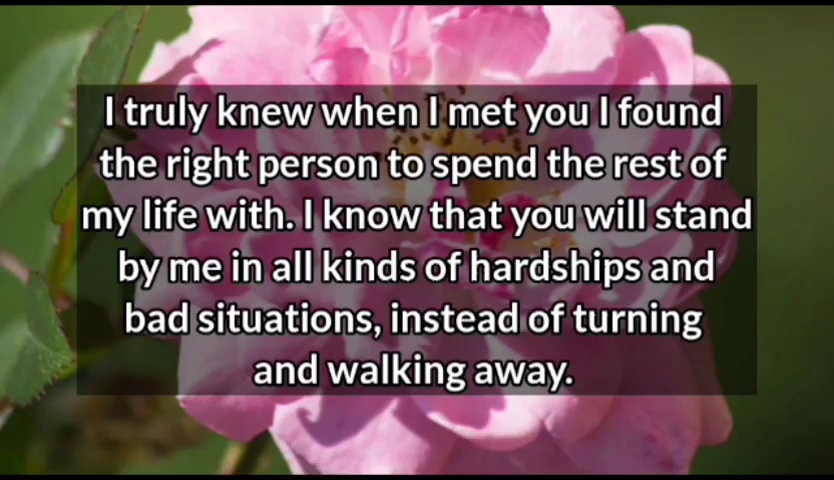 I truly knew when I met you I found
the right person to spend the rest of
my life with. I know that you will stand
by me in all kinds of hardships and
bad situations, instead of turning
and walking away.